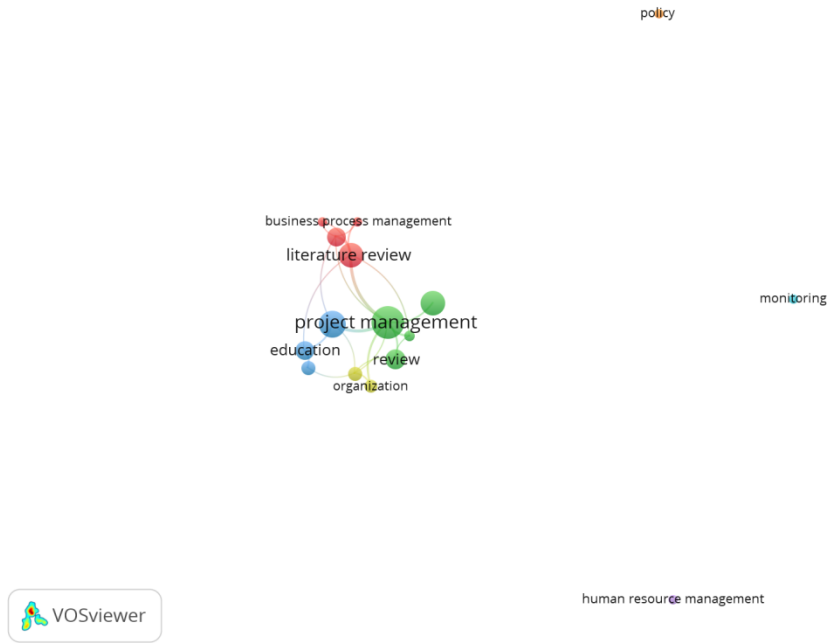 policy
business process management
literature review
monitoring
project management
education
review
organization
human resource management
VOSviewer